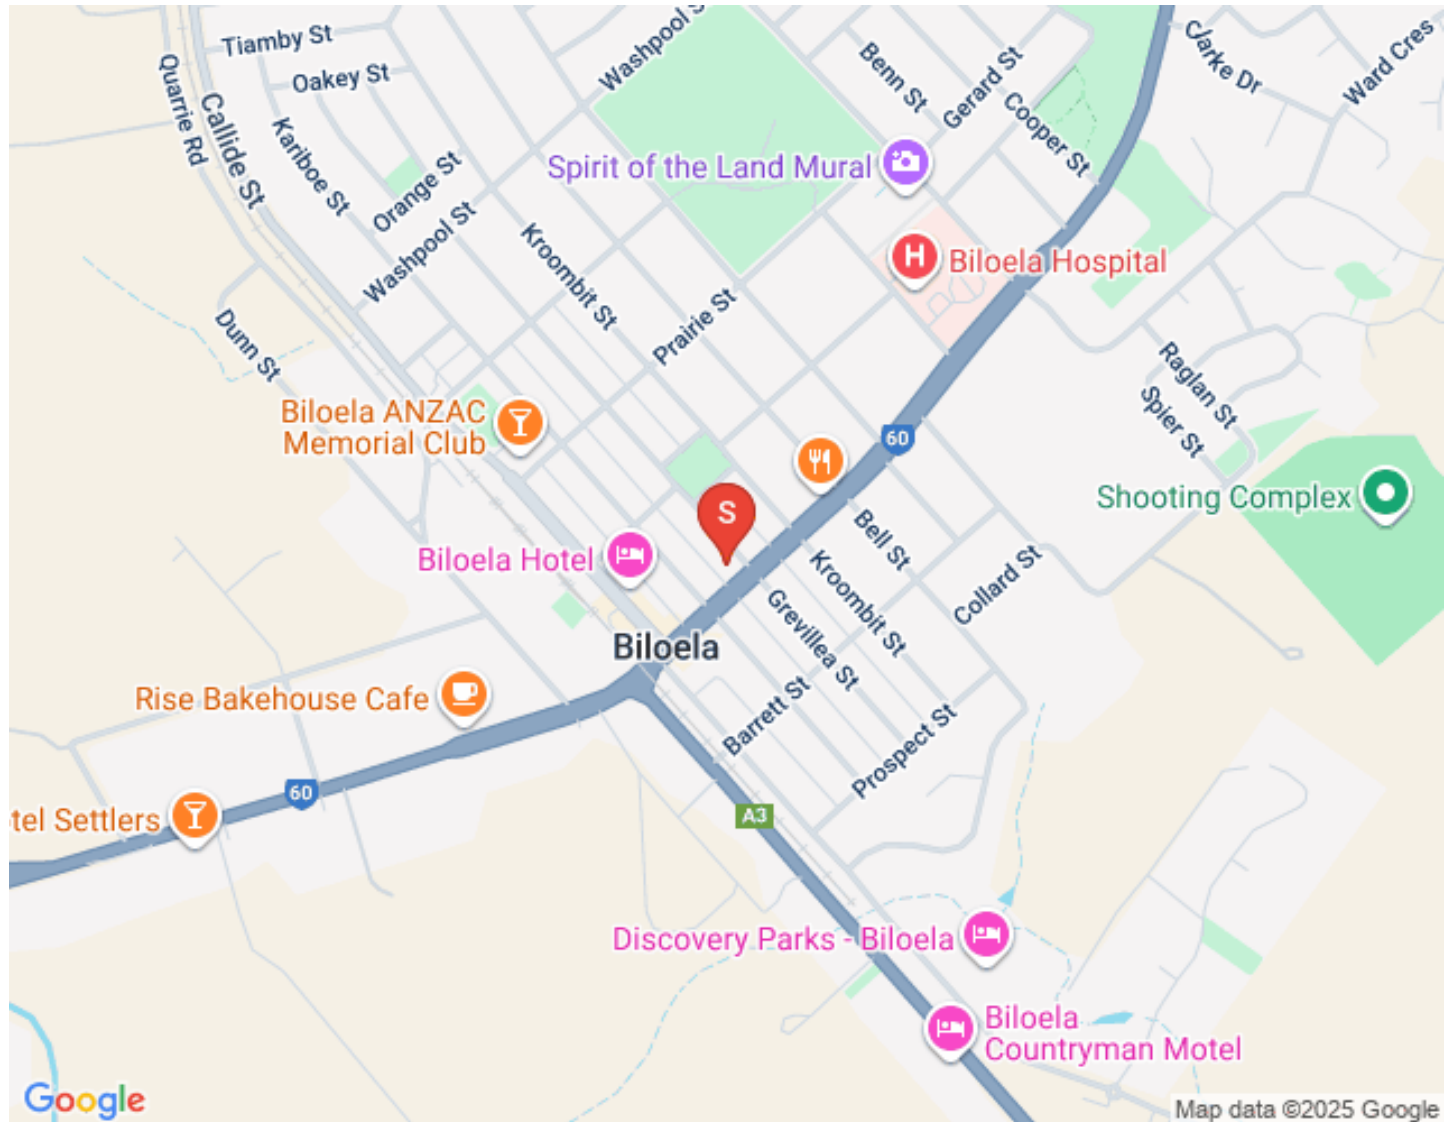 Tiamby St
Oakey St
Quarrie Rd
Callide St
Kariboe St
Orange St
Washpool St
Washpool St
Benn St
Gerard St
Cooper St
Clarke Dr
Ward Cres
Spirit of the Land Mural
H
Biloela Hospital
Kroombit St
Prairie St
Dunn St
Raglan St
Spier St
Biloela ANZAC
Memorial Club
60
Shooting Complex
S
Bell St
Biloela Hotel
Kroombit St
Collard St
Grevillea St
Biloela
Rise Bakehouse Cafe
Barrett St
Prospect St
60
tel Settlers
A3
Discovery Parks - Biloela
Biloela
Countryman Motel
Google
Map data ©2025 Google